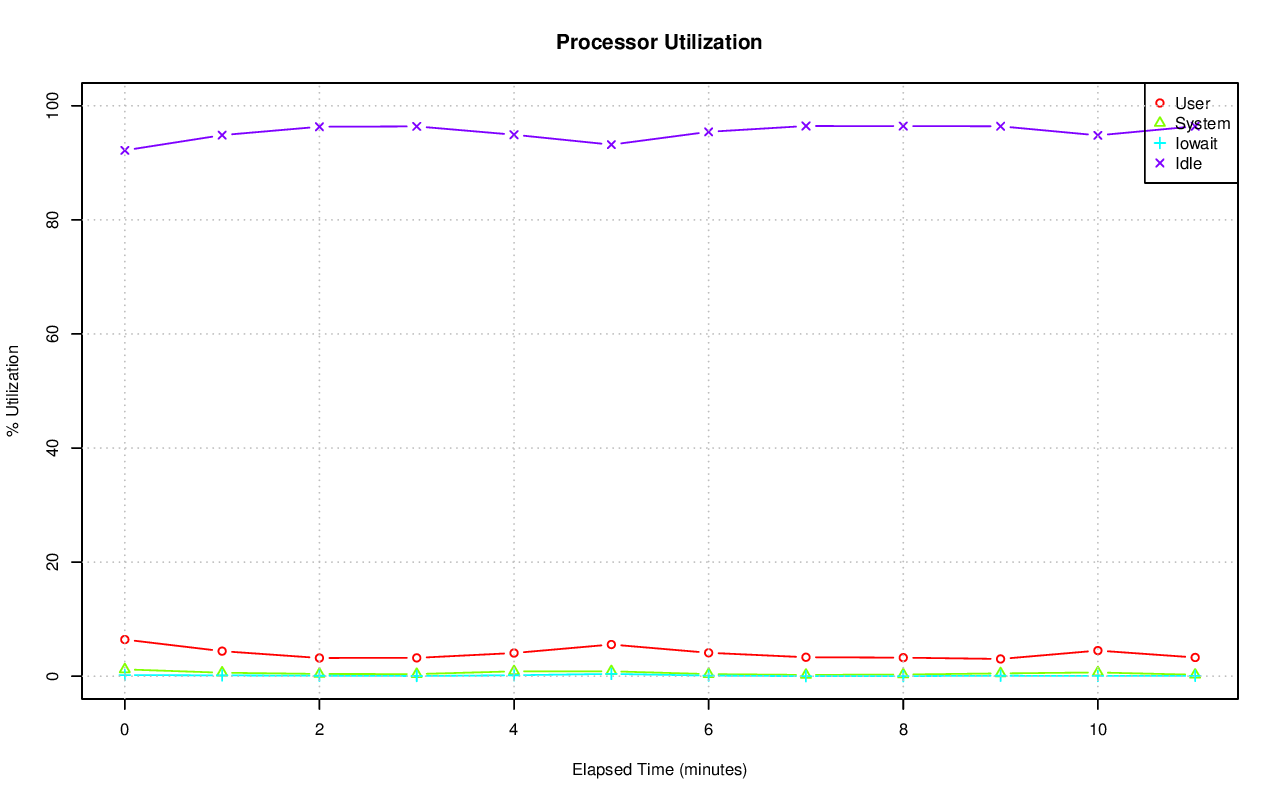 Processor Utilization
% Utilization
100
80
60
40
20
0
User
System
Iowait
Idle
0 2 4 6 8 10
Elapsed Time (minutes)